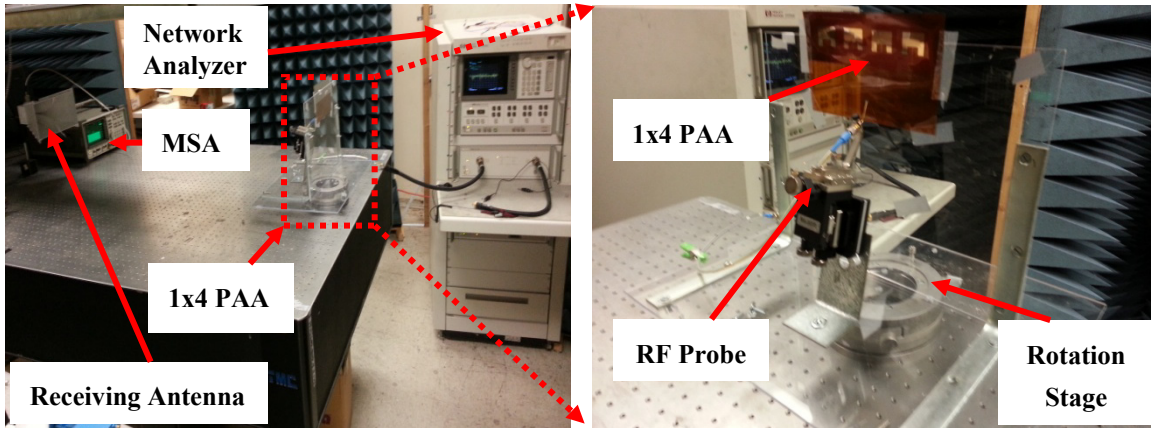 Network
Analyzer
MSA
1x4 PAA
Receiving Antenna
1x4 PAA
RF Probe
Rotation
Stage